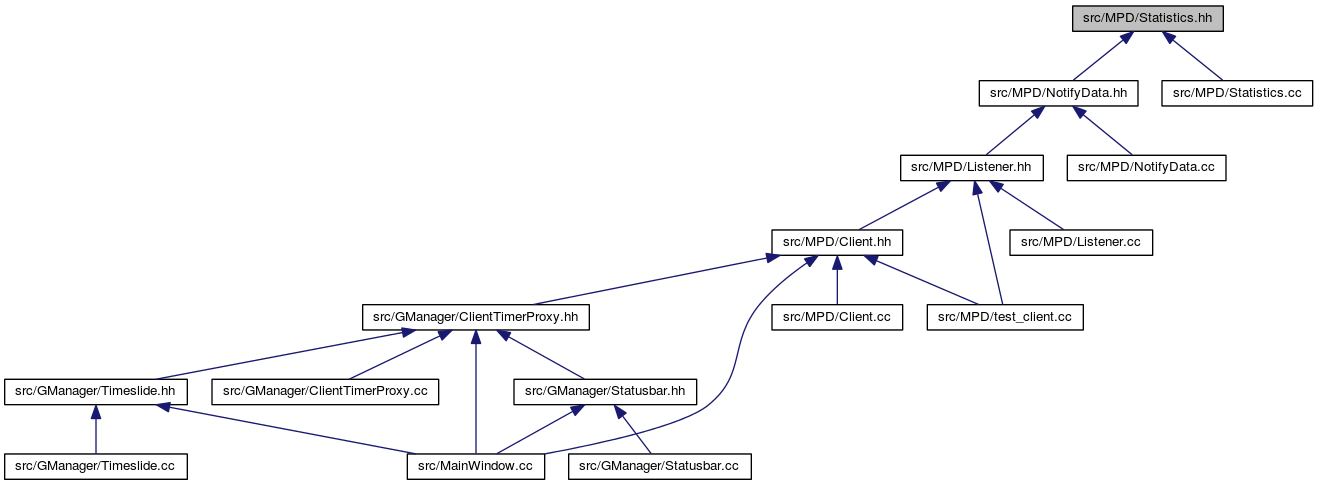 src/MPD/Statistics.hh
src/MPD/NotifyData.hh
src/MPD/Statistics.cc
src/MPD/Listener.hh
src/MPD/NotifyData.cc
src/MPD/Client.hh
src/MPD/Listener.cc
src/GManager/ClientTimerProxy.hh
src/MPD/Client.cc
src/MPD/test_client.cc
src/GManager/Timeslide.hh
src/GManager/ClientTimerProxy.cc
src/GManager/Statusbar.hh
src/GManager/Timeslide.cc
src/MainWindow.cc
src/GManager/Statusbar.cc